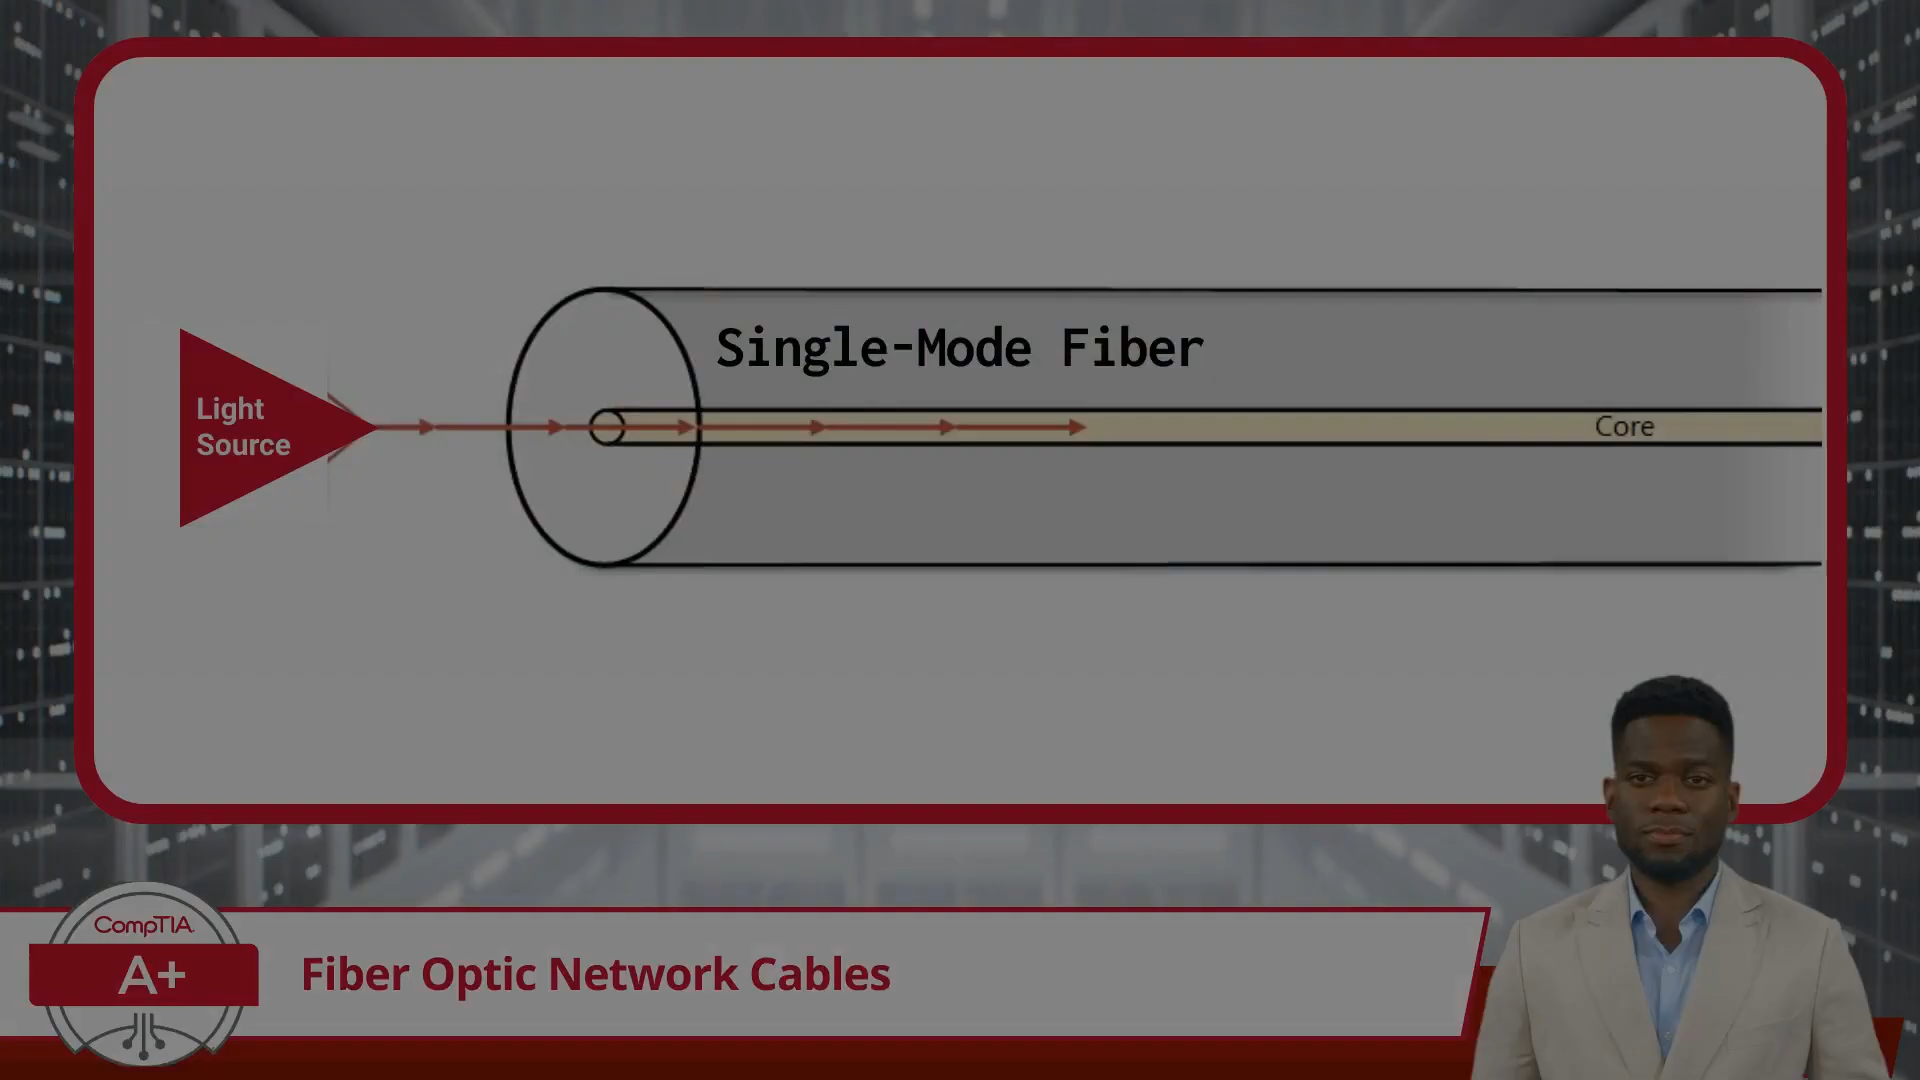 Single-Mode Fiber
Light
Source
Core
CompTIA
A+
Fiber Optic Network Cables